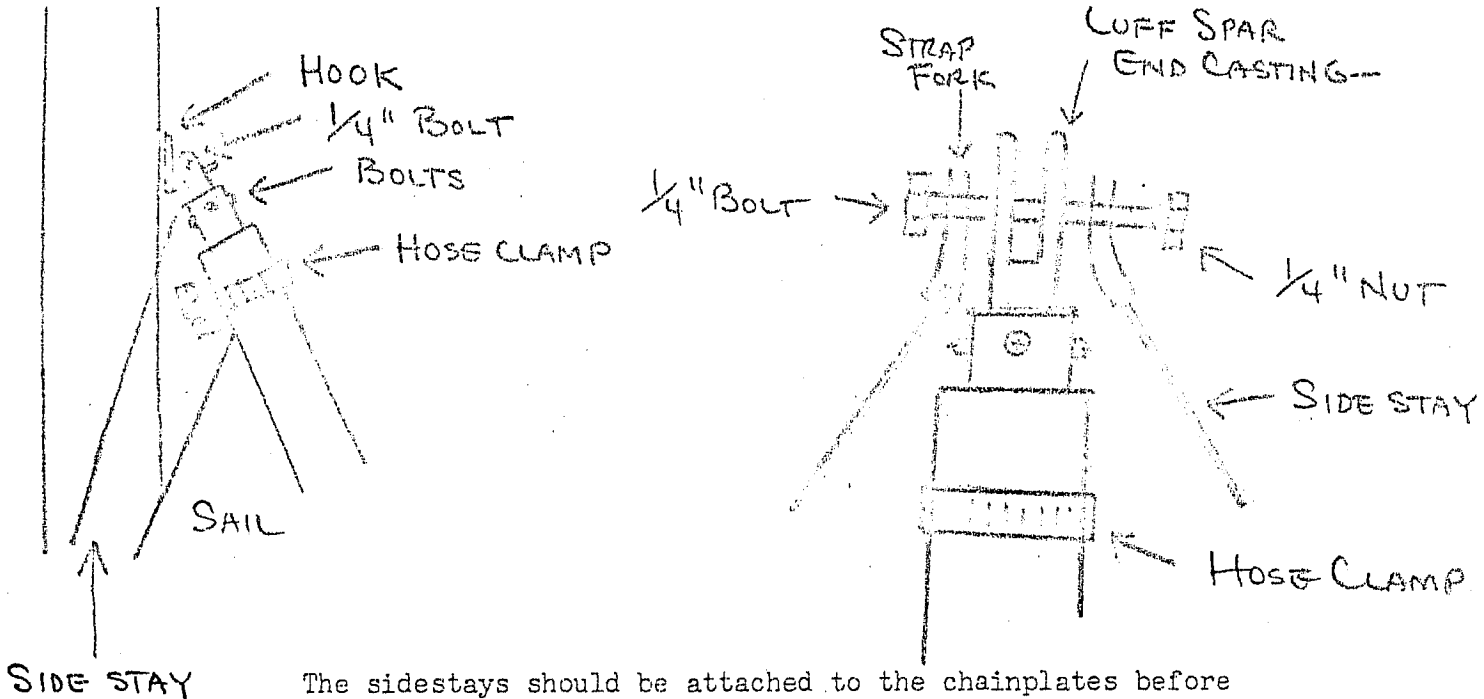 HOOK
1/4" BOLT
BOLTS
HOSE CLAMP
SAIL
SIDE STAY
STRAP
FORK
LUFF SPAR
END CASTING--
1/4" BOLT
1/4" NUT
SIDE STAY
HOSE CLAMP
The sidestays should be attached to the chainplates before